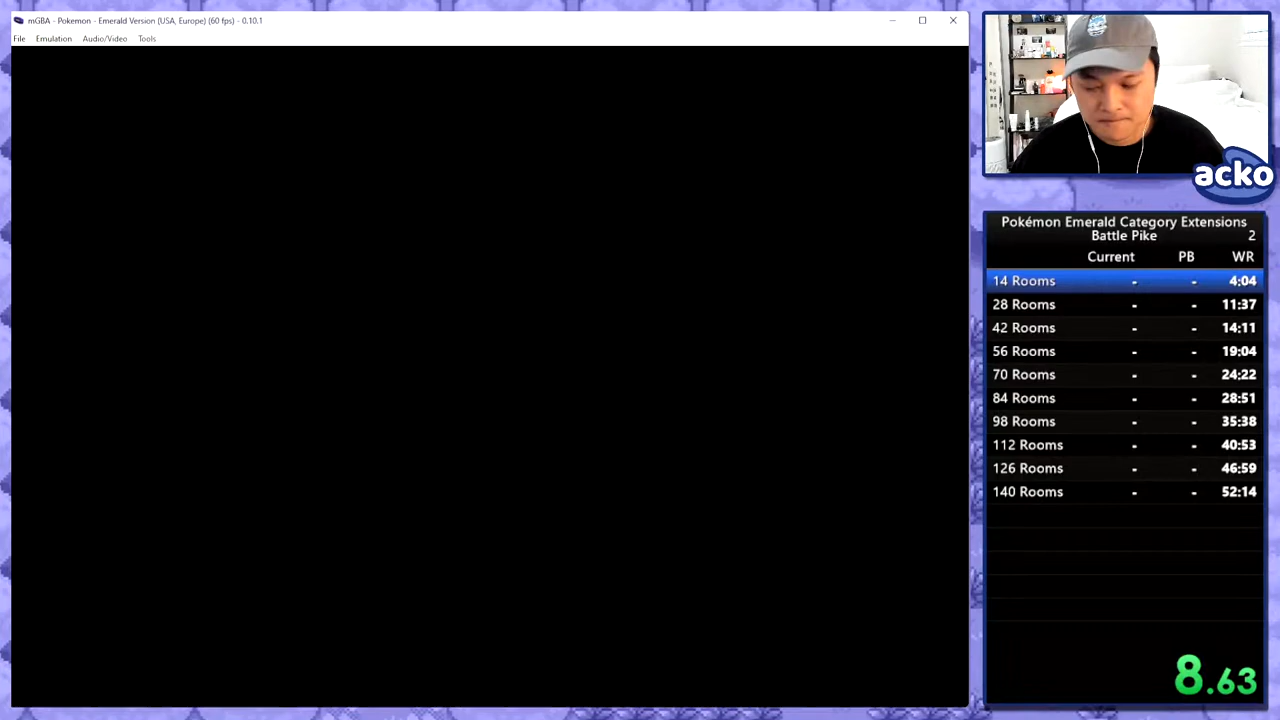 mGBA - Pokemon - Emerald Version (USA, Europe) (60 fps) - 0.10.1
File Emulation Audio/Video Tools
acko
Pokémon Emerald Category Extensions
Battle Pike 2
Current PB WR
14 Rooms - - 4:04
28 Rooms - - 11:37
42 Rooms - - 14:11
56 Rooms - - 19:04
70 Rooms - - 24:22
84 Rooms - - 28:51
98 Rooms - - 35:38
112 Rooms - - 40:53
126 Rooms - - 46:59
140 Rooms - - 52:14
8.63